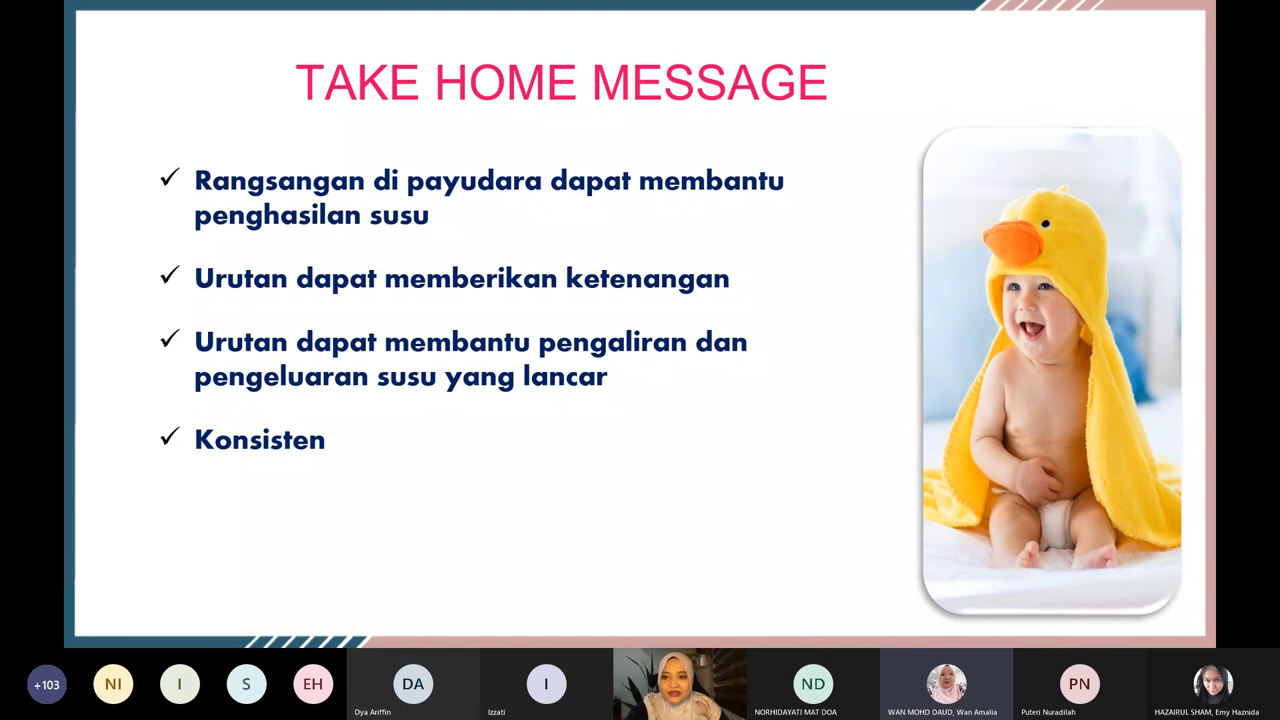 TAKE HOME MESSAGE
Rangsangan di payudara dapat membantu
penghasilan susu
Urutan dapat memberikan ketenangan
Urutan dapat membantu pengaliran dan
pengeluaran susu yang lancar
Konsisten
+103
NI
I
S
EH
DA
Dya Ariffin
I
Izzati
ND
NORHIDAYATI MAT DOA
WAN MOHD DAUD, Wan Amalia
PN
Puteri Nuradilah
HAZAIRUL SHAM, Emy Haznida